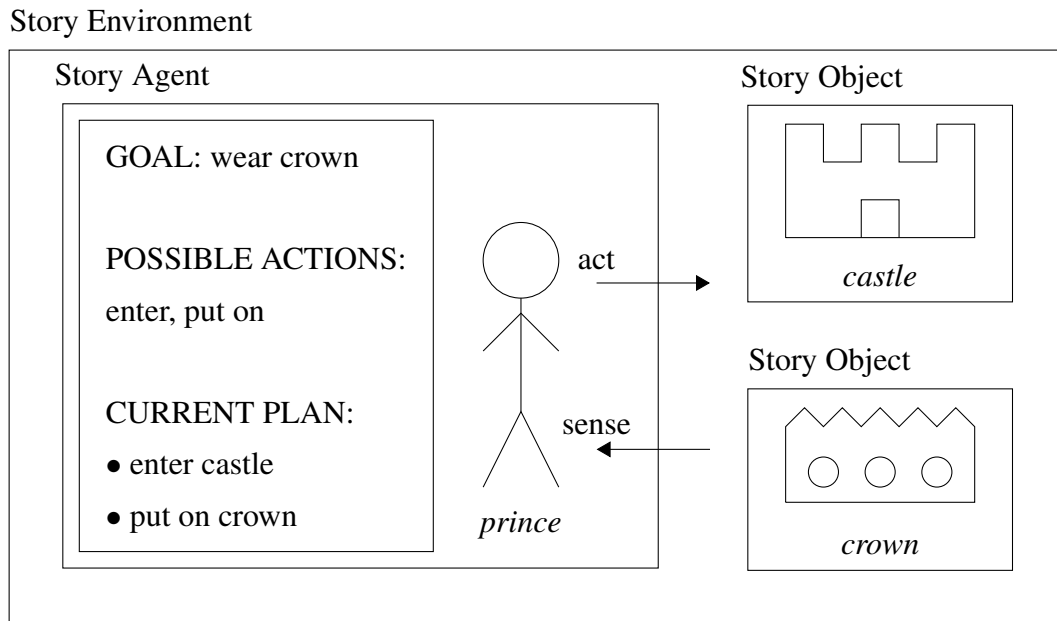 Story Environment
Story Agent
GOAL: wear crown
POSSIBLE ACTIONS:
enter, put on
CURRENT PLAN:
• enter castle
• put on crown
prince
act
sense
Story Object
castle
Story Object
crown